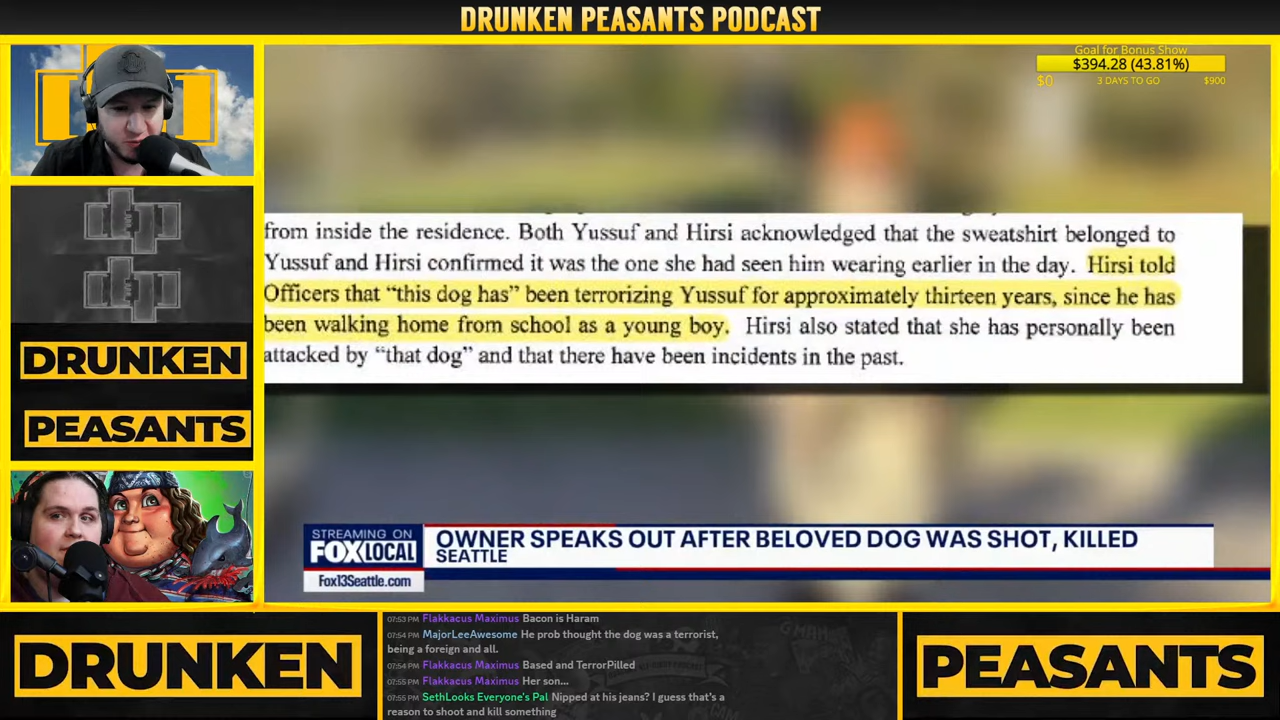 DRUNKEN PEASANTS PODCAST
Goal for Bonus Show
$394.28 (43.81%)
$0
3 DAYS TO GO
$900
from inside the residence. Both Yussuf and Hirsi acknowledged that the sweatshirt belonged to
Yussuf and Hirsi confirmed it was the one she had seen him wearing earlier in the day. Hirsi told
Officers that "this dog has" been terrorizing Yussuf for approximately thirteen years, since he has
been walking home from school as a young boy. Hirsi also stated that she has personally been
attacked by "that dog" and that there have been incidents in the past.
DRUNKEN
PEASANTS
STREAMING ON
FOX LOCAL
Fox13Seattle.com
OWNER SPEAKS OUT AFTER BELOVED DOG WAS SHOT, KILLED
SEATTLE
DRUNKEN
07:53 PM Flakkacus Maximus Bacon is Haram
07:54 PM MajorLeeAwesome He prob thought the dog was a terrorist,
being a foreign and all.
07:54 PM Flakkacus Maximus Based and TerrorPilled
07:55 PM Flakkacus Maximus Her son...
07:55 PM SethLooks Everyone's Pal Nipped at his jeans? I guess that's a
reason to shoot and kill something
PEASANTS